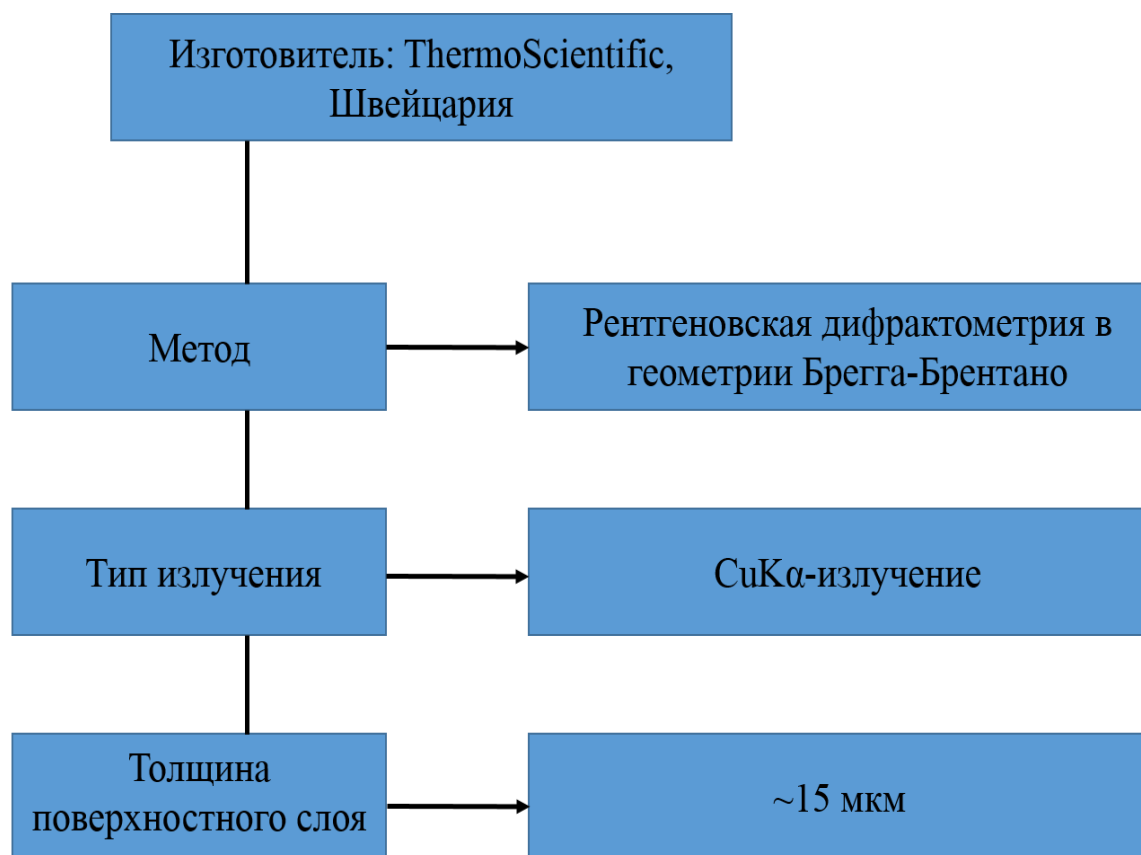 Изготовитель: ThermoScientific,
Швейцария
Метод
Рентгеновская дифрактометрия в
геометрии Брегга-Брентано
Тип излучения
CuKα-излучение
Толщина
поверхностного слоя
~15 мкм